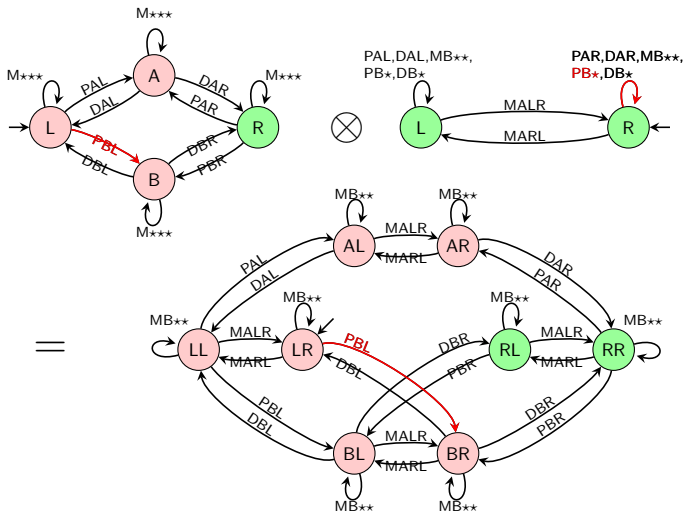 M⋆⋆⋆
PAL,DAL,MB⋆⋆,
PB⋆,DB⋆
PAR,DAR,MB⋆⋆,
PB⋆,DB⋆
M⋆⋆⋆
PAL
A
DAR
M⋆⋆⋆
DAL
PAR
L
PBL
R
⊗
L
MALR
MARL
R
DBL
B
DBR
PBR
M⋆⋆⋆
=
MB⋆⋆
MB⋆⋆
AL
MALR
MARL
AR
PAL
DAL
DAR
PAR
MB⋆⋆
MB⋆⋆
MB⋆⋆
MB⋆⋆
LL
MALR
MARL
LR
PBL
DBL
DBR
PBR
RL
MALR
MARL
RR
PBL
DBL
DBR
PBR
BL
MALR
MARL
BR
MB⋆⋆
MB⋆⋆